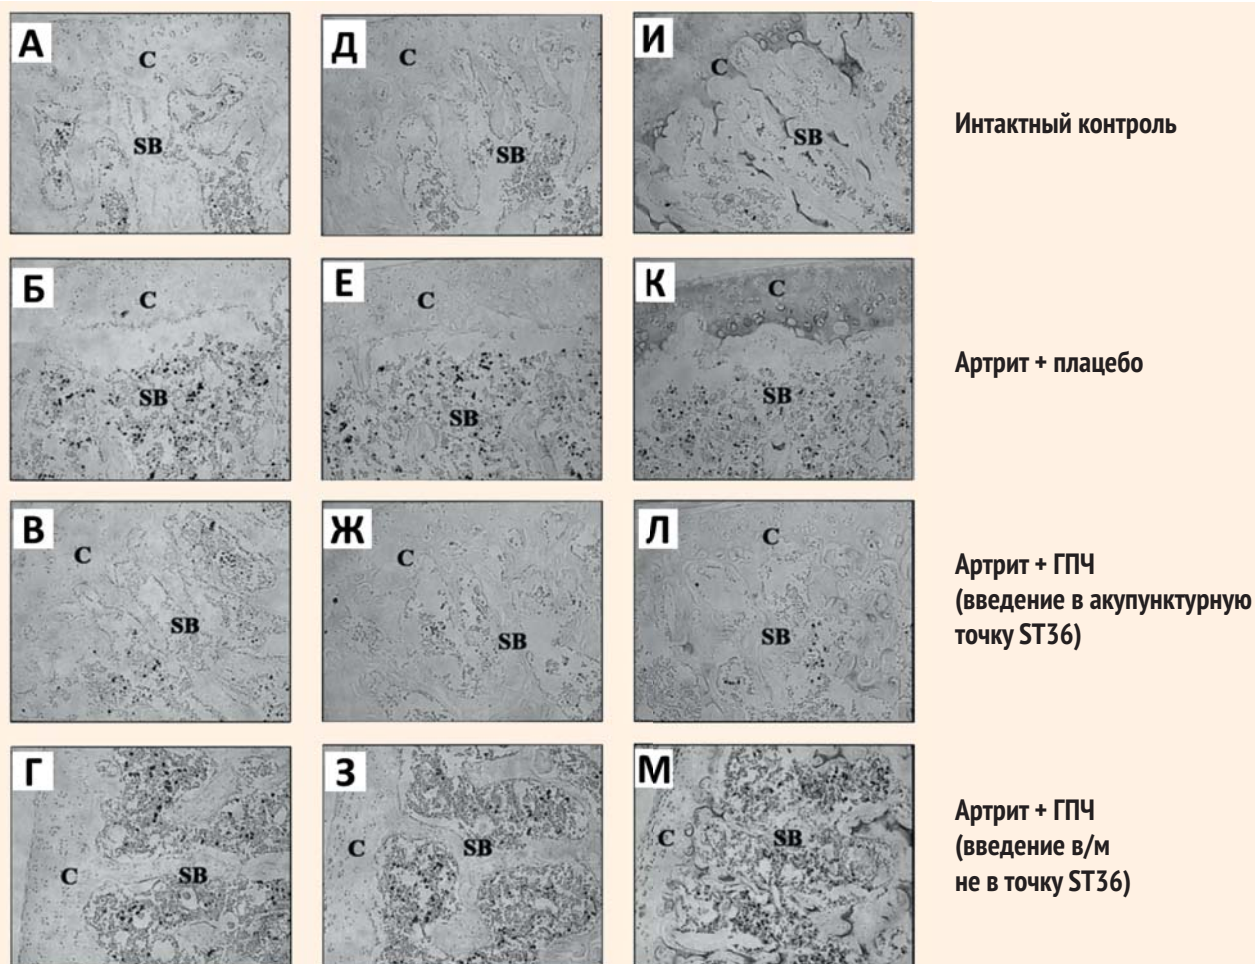 А
C
SB
Д
C
SB
И
C
SB
Интактный контроль
Б
C
SB
Е
C
SB
К
C
SB
Артрит + плацебо
В
C
SB
Ж
C
SB
Л
C
SB
Артрит + ГПЧ
(введение в акупунктурную
точку ST36)
Г
C
SB
З
C
SB
М
C
SB
Артрит + ГПЧ
(введение в/м
не в точку ST36)